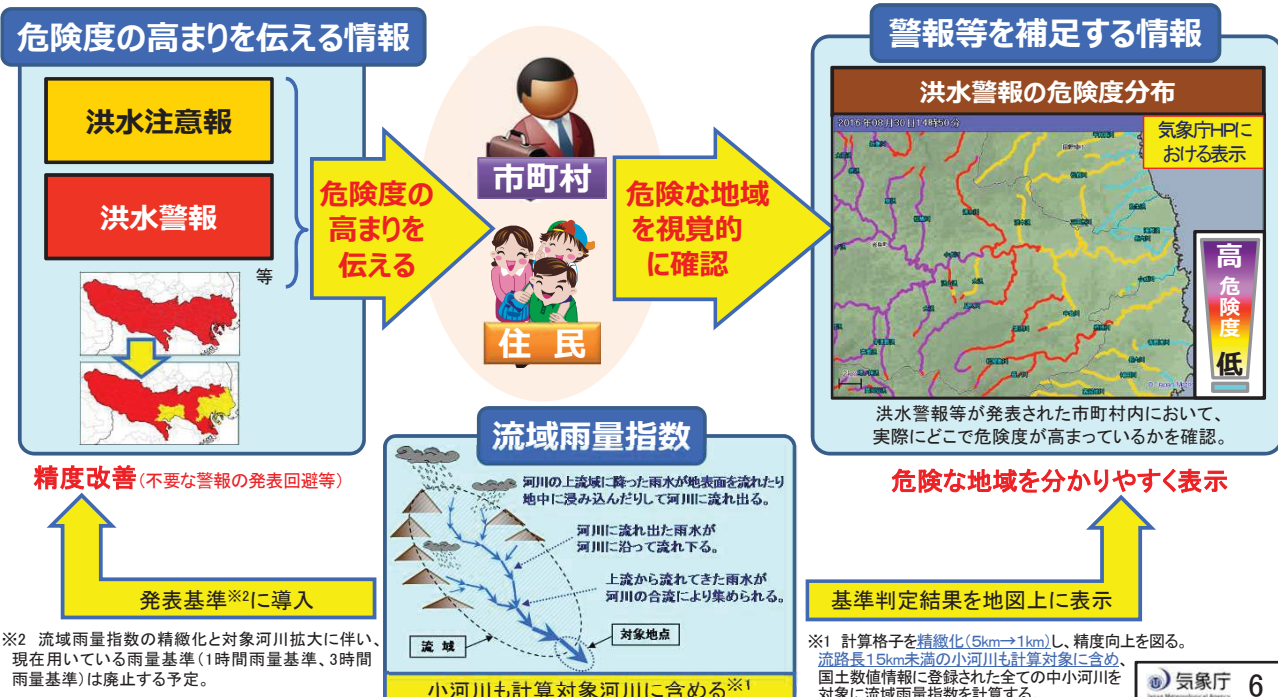 危険度の高まりを伝える情報
洪水注意報
洪水警報
等
精度改善(不要な警報の発表回避等)
発表基準※2に導入
※2 流域雨量指数の精緻化と対象河川拡大に伴い、
現在用いている雨量基準(1時間雨量基準、3時間
雨量基準)は廃止する予定。
危険度の
高まりを
伝える
市町村
住 民
危険な地域
を視覚的
に確認
流域雨量指数
河川の上流域に降った雨水が地表面を流れたり
地中に浸み込んだりして河川に流れ出る。
河川に流れ出た雨水が
河川に沿って流れ下る。
上流から流れてきた雨水が
河川の合流により集められる。
流 域
対象地点
小河川も計算対象河川に含める※1
警報等を補足する情報
洪水警報の危険度分布
2016年08月30日14時50分
気象庁HPに
おける表示
高
危険度
低
洪水警報等が発表された市町村内において、
実際にどこで危険度が高まっているかを確認。
危険な地域を分かりやすく表示
基準判定結果を地図上に表示
※1 計算格子を精緻化(5km→1km)し、精度向上を図る。
流路長15km未満の小河川も計算対象に含め、
国土数値情報に登録された全ての中小河川を
対象に流域雨量指数を計算する
気象庁
6